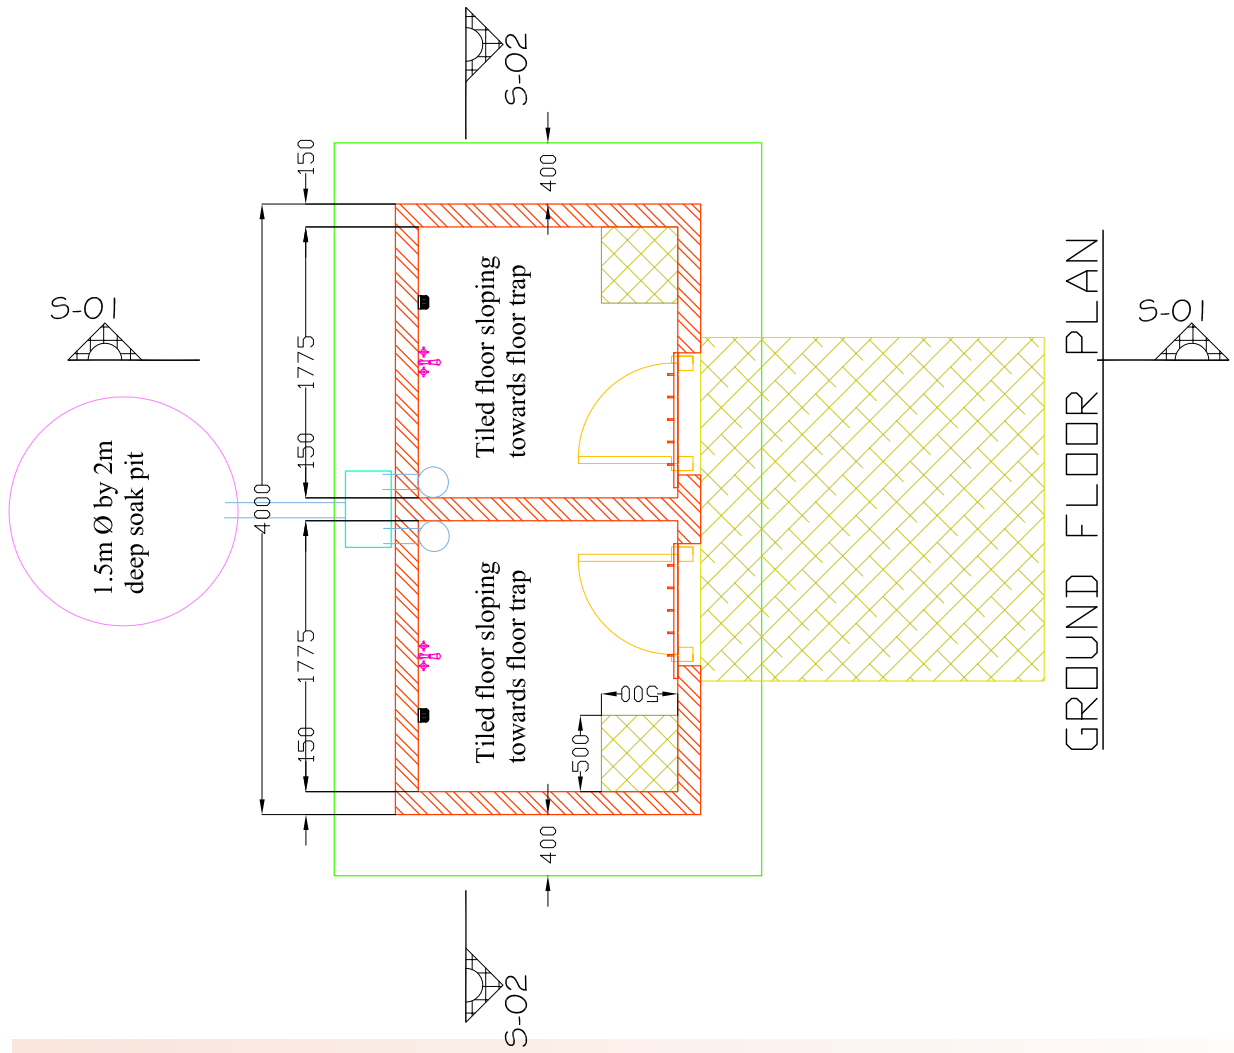 S-01
1.5m Ø by 2m
deep soak pit
4000
150
1775
150
1775
150
S-02
400
Tiled floor sloping
towards floor trap
Tiled floor sloping
towards floor trap
500
500
400
S-02
GROUND FLOOR PLAN
S-01